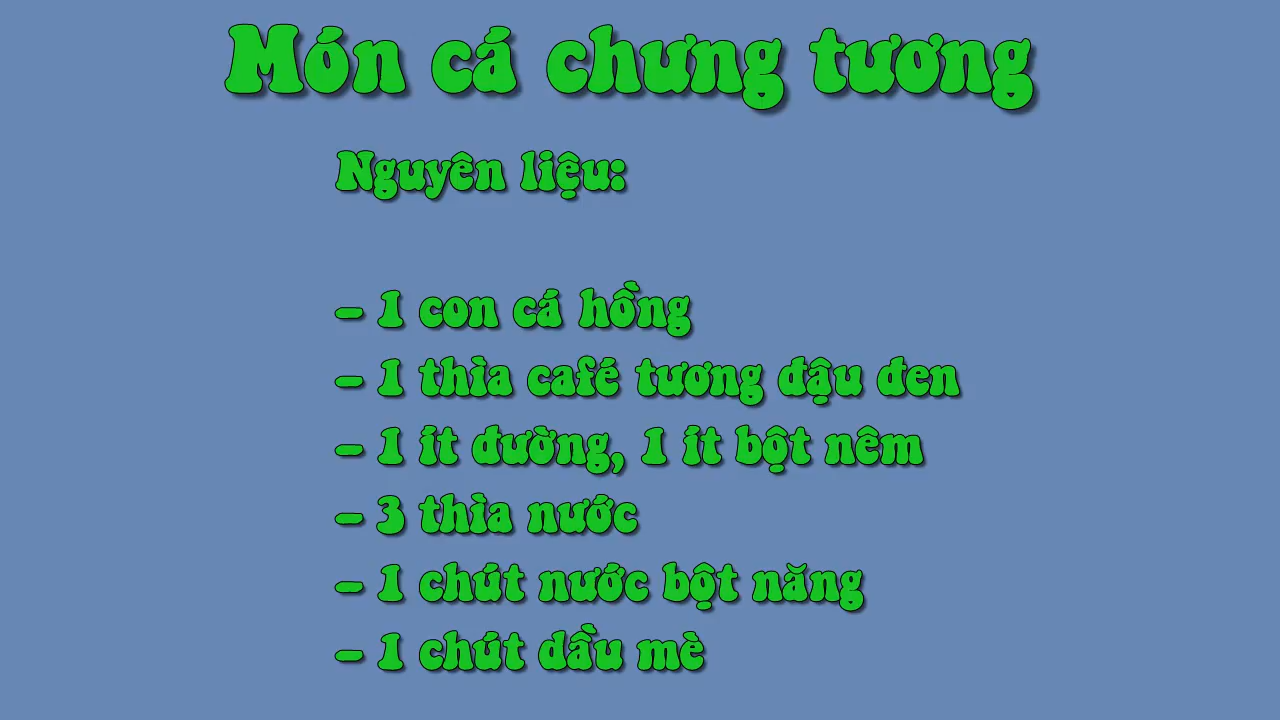 Món cá chưng tương
Nguyên liệu:
- 1 con cá hồng
- 1 thìa café tương đậu đen
- 1 ít đường, 1 ít bột nêm
- 3 thìa nước
- 1 chút nước bột năng
- 1 chút dầu mè